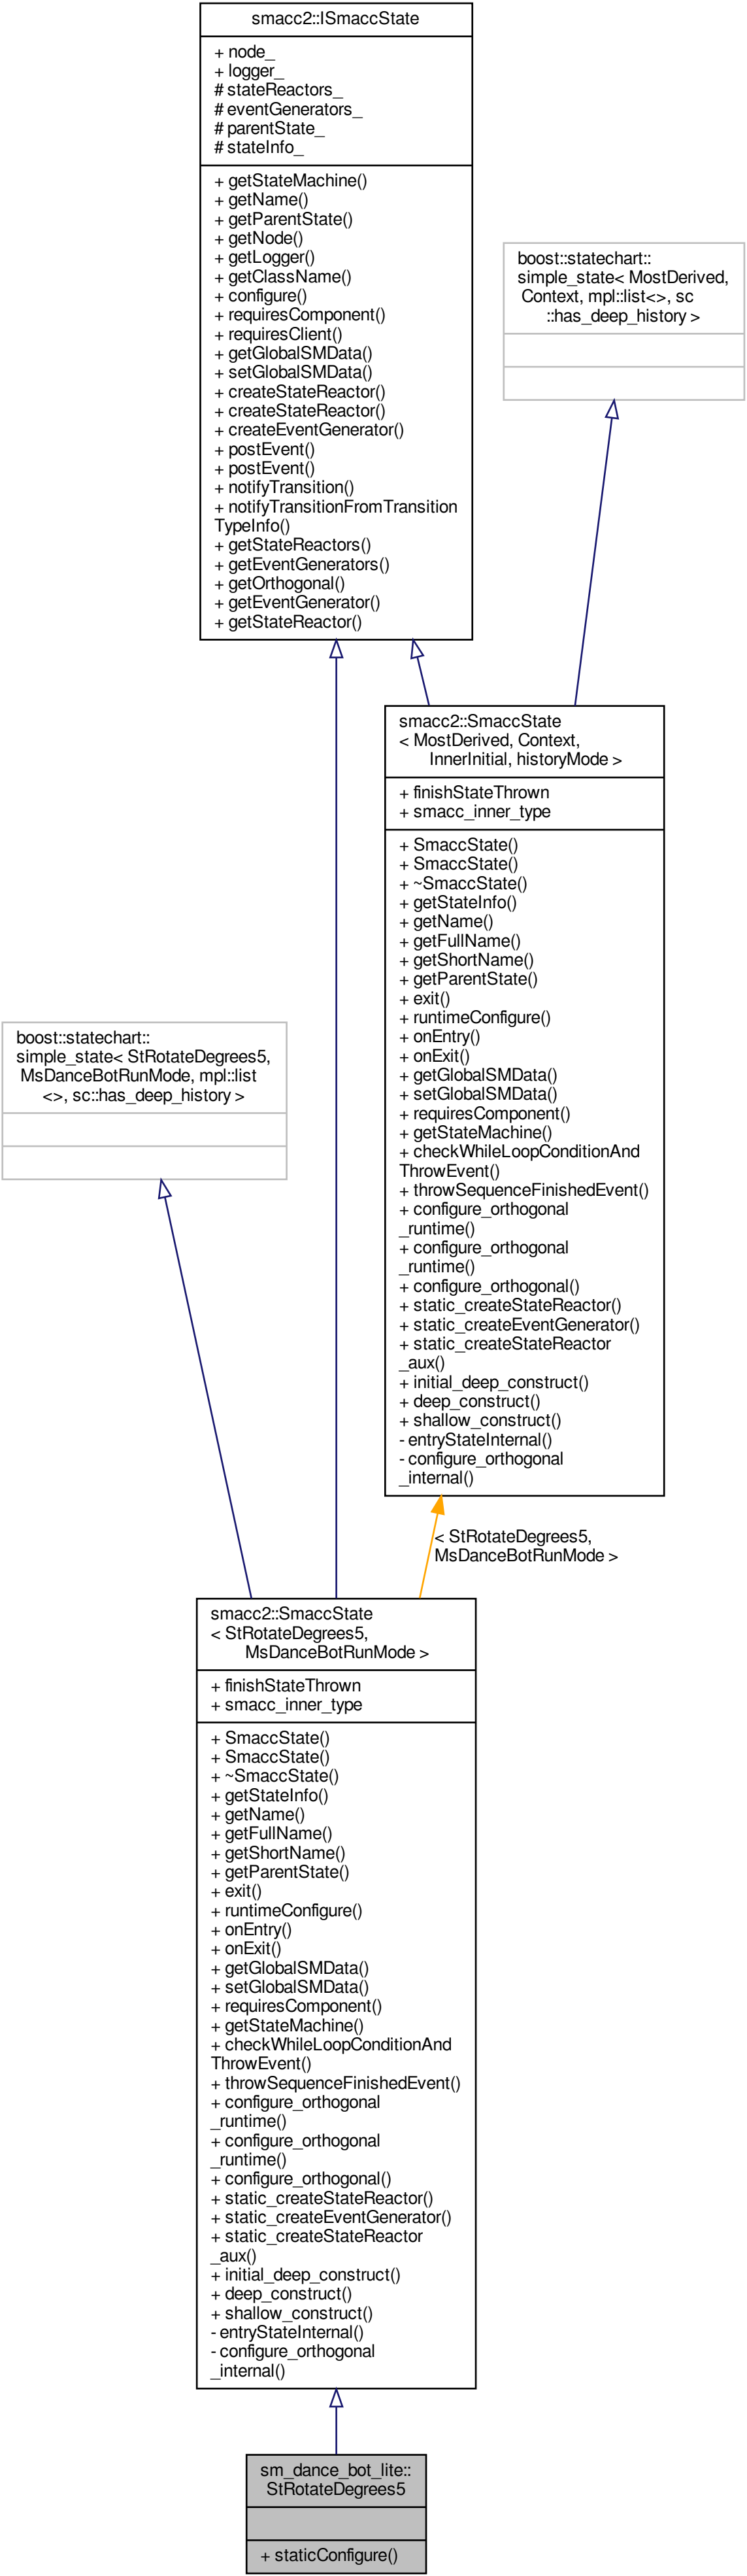 smacc2::ISmaccState
+ node_
+ logger_
# stateReactors_
# eventGenerators_
# parentState_
# stateInfo_
+ getStateMachine()
+ getName()
+ getParentState()
+ getNode()
+ getLogger()
+ getClassName()
+ configure()
+ requiresComponent()
+ requiresClient()
+ getGlobalSMData()
+ setGlobalSMData()
+ createStateReactor()
+ createStateReactor()
+ createEventGenerator()
+ postEvent()
+ postEvent()
+ notifyTransition()
+ notifyTransitionFromTransition
TypeInfo()
+ getStateReactors()
+ getEventGenerators()
+ getOrthogonal()
+ getEventGenerator()
+ getStateReactor()
boost::statechart::
simple_state< MostDerived,
Context, mpl::list<>, sc
::has_deep_history >
smacc2::SmaccState
< MostDerived, Context,
InnerInitial, historyMode >
+ finishStateThrown
+ smacc_inner_type
+ SmaccState()
+ SmaccState()
+ ~SmaccState()
+ getStateInfo()
+ getName()
+ getFullName()
+ getShortName()
+ getParentState()
+ exit()
+ runtimeConfigure()
+ onEntry()
+ onExit()
+ getGlobalSMData()
+ setGlobalSMData()
+ requiresComponent()
+ getStateMachine()
+ checkWhileLoopConditionAnd
ThrowEvent()
+ throwSequenceFinishedEvent()
+ configure_orthogonal
_runtime()
+ configure_orthogonal
_runtime()
+ configure_orthogonal()
+ static_createStateReactor()
+ static_createEventGenerator()
+ static_createStateReactor
_aux()
+ initial_deep_construct()
+ deep_construct()
+ shallow_construct()
- entryStateInternal()
- configure_orthogonal
_internal()
boost::statechart::
simple_state< StRotateDegrees5,
MsDanceBotRunMode, mpl::list
<>, sc::has_deep_history >
< StRotateDegrees5,
MsDanceBotRunMode >
smacc2::SmaccState
< StRotateDegrees5,
MsDanceBotRunMode >
+ finishStateThrown
+ smacc_inner_type
+ SmaccState()
+ SmaccState()
+ ~SmaccState()
+ getStateInfo()
+ getName()
+ getFullName()
+ getShortName()
+ getParentState()
+ exit()
+ runtimeConfigure()
+ onEntry()
+ onExit()
+ getGlobalSMData()
+ setGlobalSMData()
+ requiresComponent()
+ getStateMachine()
+ checkWhileLoopConditionAnd
ThrowEvent()
+ throwSequenceFinishedEvent()
+ configure_orthogonal
_runtime()
+ configure_orthogonal
_runtime()
+ configure_orthogonal()
+ static_createStateReactor()
+ static_createEventGenerator()
+ static_createStateReactor
_aux()
+ initial_deep_construct()
+ deep_construct()
+ shallow_construct()
- entryStateInternal()
- configure_orthogonal
_internal()
sm_dance_bot_lite::
StRotateDegrees5
+ staticConfigure()